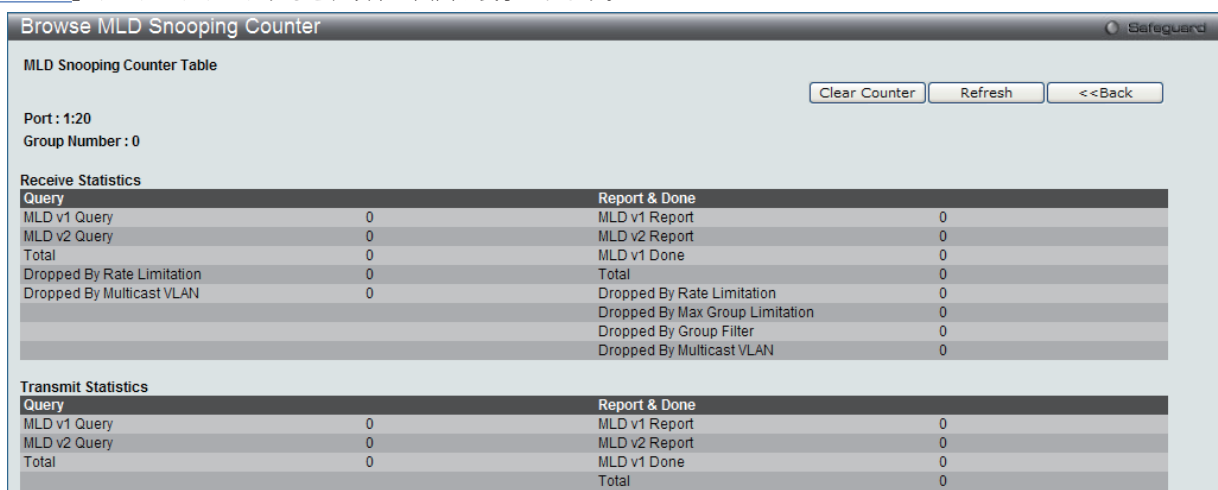 Browse MLD Snooping Counter
Safeguard
MLD Snooping Counter Table
Clear Counter Refresh <<Back
Port : 1:20
Group Number : 0
Receive Statistics
Query Report & Done
MLD v1 Query 0 MLD v1 Report 0
MLD v2 Query 0 MLD v2 Report 0
Total 0 MLD v1 Done 0
Dropped By Rate Limitation 0 Total 0
Dropped By Multicast VLAN 0 Dropped By Rate Limitation 0
Dropped By Max Group Limitation 0
Dropped By Group Filter 0
Dropped By Multicast VLAN 0
Transmit Statistics
Query Report & Done
MLD v1 Query 0 MLD v1 Report 0
MLD v2 Query 0 MLD v2 Report 0
Total 0 MLD v1 Done 0
Total 0